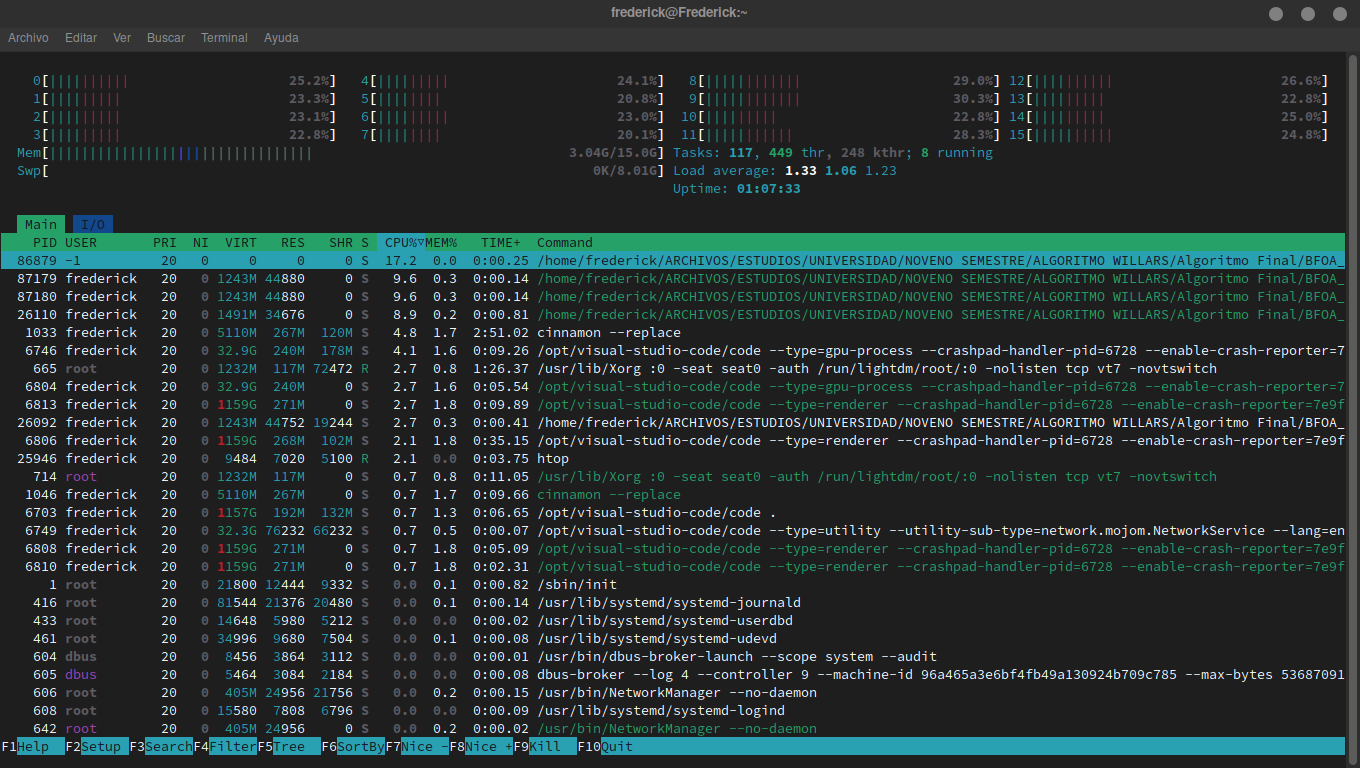 frederick@Frederick:~
Archivo Editar Ver Buscar Terminal Ayuda
0[ 25.2%] 4[ 24.1%] 8[ 29.0%] 12[ 26.6%]
1[ 23.3%] 5[ 20.8%] 9[ 30.3%] 13[ 22.8%]
2[ 23.1%] 6[ 23.0%] 10[ 22.8%] 14[ 25.0%]
3[ 22.8%] 7[ 20.1%] 11[ 28.3%] 15[ 24.8%]
Mem[ 3.04G/15.0G] Tasks: 117, 449 thr, 248 kthr; 8 running
Swp[ 0K/8.01G] Load average: 1.33 1.06 1.23
Uptime: 01:07:33
Main I/O
PID USER PRI NI VIRT RES SHR S CPU%▽MEM% TIME+ Command
86879 -1 20 0 0 0 0 S 17.2 0.0 0:00.25 /home/frederick/ARCHIVOS/ESTUDIOS/UNIVERSIDAD/NOVENO SEMESTRE/ALGORITMO WILLARS/Algoritmo Final/BFOA_
87179 frederick 20 0 1243M 44880 0 S 9.6 0.3 0:00.14 /home/frederick/ARCHIVOS/ESTUDIOS/UNIVERSIDAD/NOVENO SEMESTRE/ALGORITMO WILLARS/Algoritmo Final/BFOA_
87180 frederick 20 0 1243M 44880 0 S 9.6 0.3 0:00.14 /home/frederick/ARCHIVOS/ESTUDIOS/UNIVERSIDAD/NOVENO SEMESTRE/ALGORITMO WILLARS/Algoritmo Final/BFOA_
26110 frederick 20 0 1491M 34676 0 S 8.9 0.2 0:00.81 /home/frederick/ARCHIVOS/ESTUDIOS/UNIVERSIDAD/NOVENO SEMESTRE/ALGORITMO WILLARS/Algoritmo Final/BFOA_
1033 frederick 20 0 5110M 267M 120M S 4.8 1.7 2:51.02 cinnamon --replace
6746 frederick 20 0 32.9G 240M 178M S 4.1 1.6 0:09.26 /opt/visual-studio-code/code --type=gpu-process --crashpad-handler-pid=6728 --enable-crash-reporter=7
665 root 20 0 1232M 117M 72472 R 2.7 0.8 1:26.37 /usr/lib/Xorg :0 -seat seat0 -auth /run/lightdm/root/:0 -nolisten tcp vt7 -novtswitch
6804 frederick 20 0 32.9G 240M 0 S 2.7 1.6 0:05.54 /opt/visual-studio-code/code --type=gpu-process --crashpad-handler-pid=6728 --enable-crash-reporter=7
6813 frederick 20 0 1159G 271M 0 S 2.7 1.8 0:09.89 /opt/visual-studio-code/code --type=renderer --crashpad-handler-pid=6728 --enable-crash-reporter=7e9f
26092 frederick 20 0 1243M 44752 19244 S 2.7 0.3 0:00.41 /home/frederick/ARCHIVOS/ESTUDIOS/UNIVERSIDAD/NOVENO SEMESTRE/ALGORITMO WILLARS/Algoritmo Final/BFOA_
6806 frederick 20 0 1159G 268M 102M S 2.1 1.8 0:35.15 /opt/visual-studio-code/code --type=renderer --crashpad-handler-pid=6728 --enable-crash-reporter=7e9f
25946 frederick 20 0 9484 7020 5100 R 2.1 0.0 0:03.75 htop
714 root 20 0 1232M 117M 0 S 0.7 0.8 0:11.05 /usr/lib/Xorg :0 -seat seat0 -auth /run/lightdm/root/:0 -nolisten tcp vt7 -novtswitch
1046 frederick 20 0 5110M 267M 0 S 0.7 1.7 0:09.66 cinnamon --replace
6703 frederick 20 0 1157G 192M 132M S 0.7 1.3 0:06.65 /opt/visual-studio-code/code .
6749 frederick 20 0 32.3G 76232 66232 S 0.7 0.5 0:00.07 /opt/visual-studio-code/code --type=utility --utility-sub-type=network.mojom.NetworkService --lang=en
6808 frederick 20 0 1159G 271M 0 S 0.7 1.8 0:05.09 /opt/visual-studio-code/code --type=renderer --crashpad-handler-pid=6728 --enable-crash-reporter=7e9f
6810 frederick 20 0 1159G 271M 0 S 0.7 1.8 0:02.31 /opt/visual-studio-code/code --type=renderer --crashpad-handler-pid=6728 --enable-crash-reporter=7e9f
1 root 20 0 21800 12444 9332 S 0.0 0.1 0:00.82 /sbin/init
416 root 20 0 81544 21376 20480 S 0.0 0.1 0:00.14 /usr/lib/systemd/systemd-journald
433 root 20 0 14648 5980 5212 S 0.0 0.0 0:00.02 /usr/lib/systemd/systemd-userdbd
461 root 20 0 34996 9680 7504 S 0.0 0.1 0:00.08 /usr/lib/systemd/systemd-udevd
604 dbus 20 0 8456 3864 3112 S 0.0 0.0 0:00.01 /usr/bin/dbus-broker-launch --scope system --audit
605 dbus 20 0 5464 3084 2184 S 0.0 0.0 0:00.08 dbus-broker --log 4 --controller 9 --machine-id 96a465a3e6bf4fb49a130924b709c785 --max-bytes 53687091
606 root 20 0 405M 24956 21756 S 0.0 0.2 0:00.15 /usr/bin/NetworkManager --no-daemon
608 root 20 0 15580 7808 6796 S 0.0 0.0 0:00.09 /usr/lib/systemd/systemd-logind
642 root 20 0 405M 24956 0 S 0.0 0.2 0:00.02 /usr/bin/NetworkManager --no-daemon
F1Help F2Setup F3SearchF4FilterF5Tree F6SortByF7Nice -F8Nice +F9Kill F10Quit